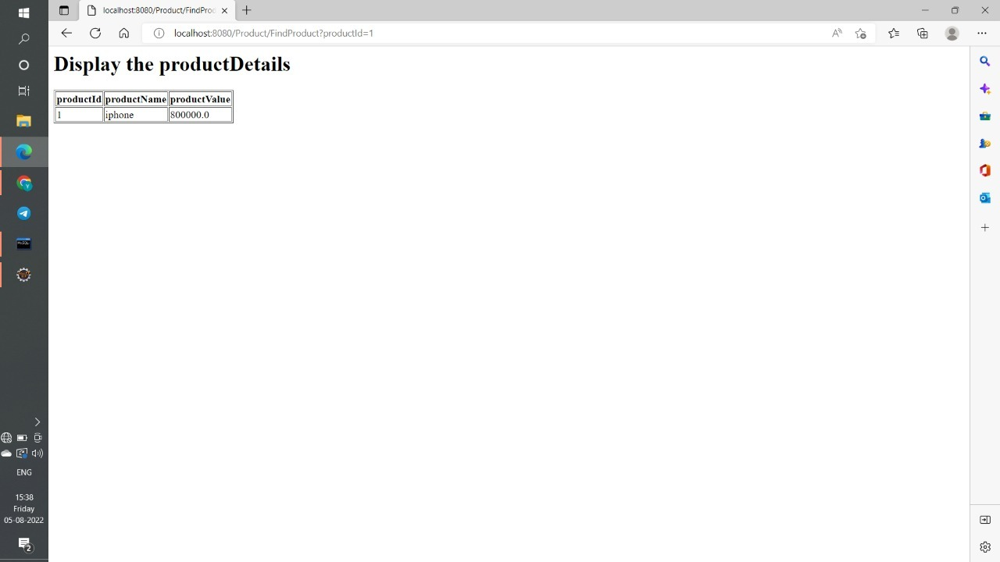 localhost:8080/Product/FindProd
localhost:8080/Product/FindProduct?productId=1
Display the productDetails
productId productName productValue
1 iphone 800000.0
ENG
15:38
Friday
05-08-2022
2